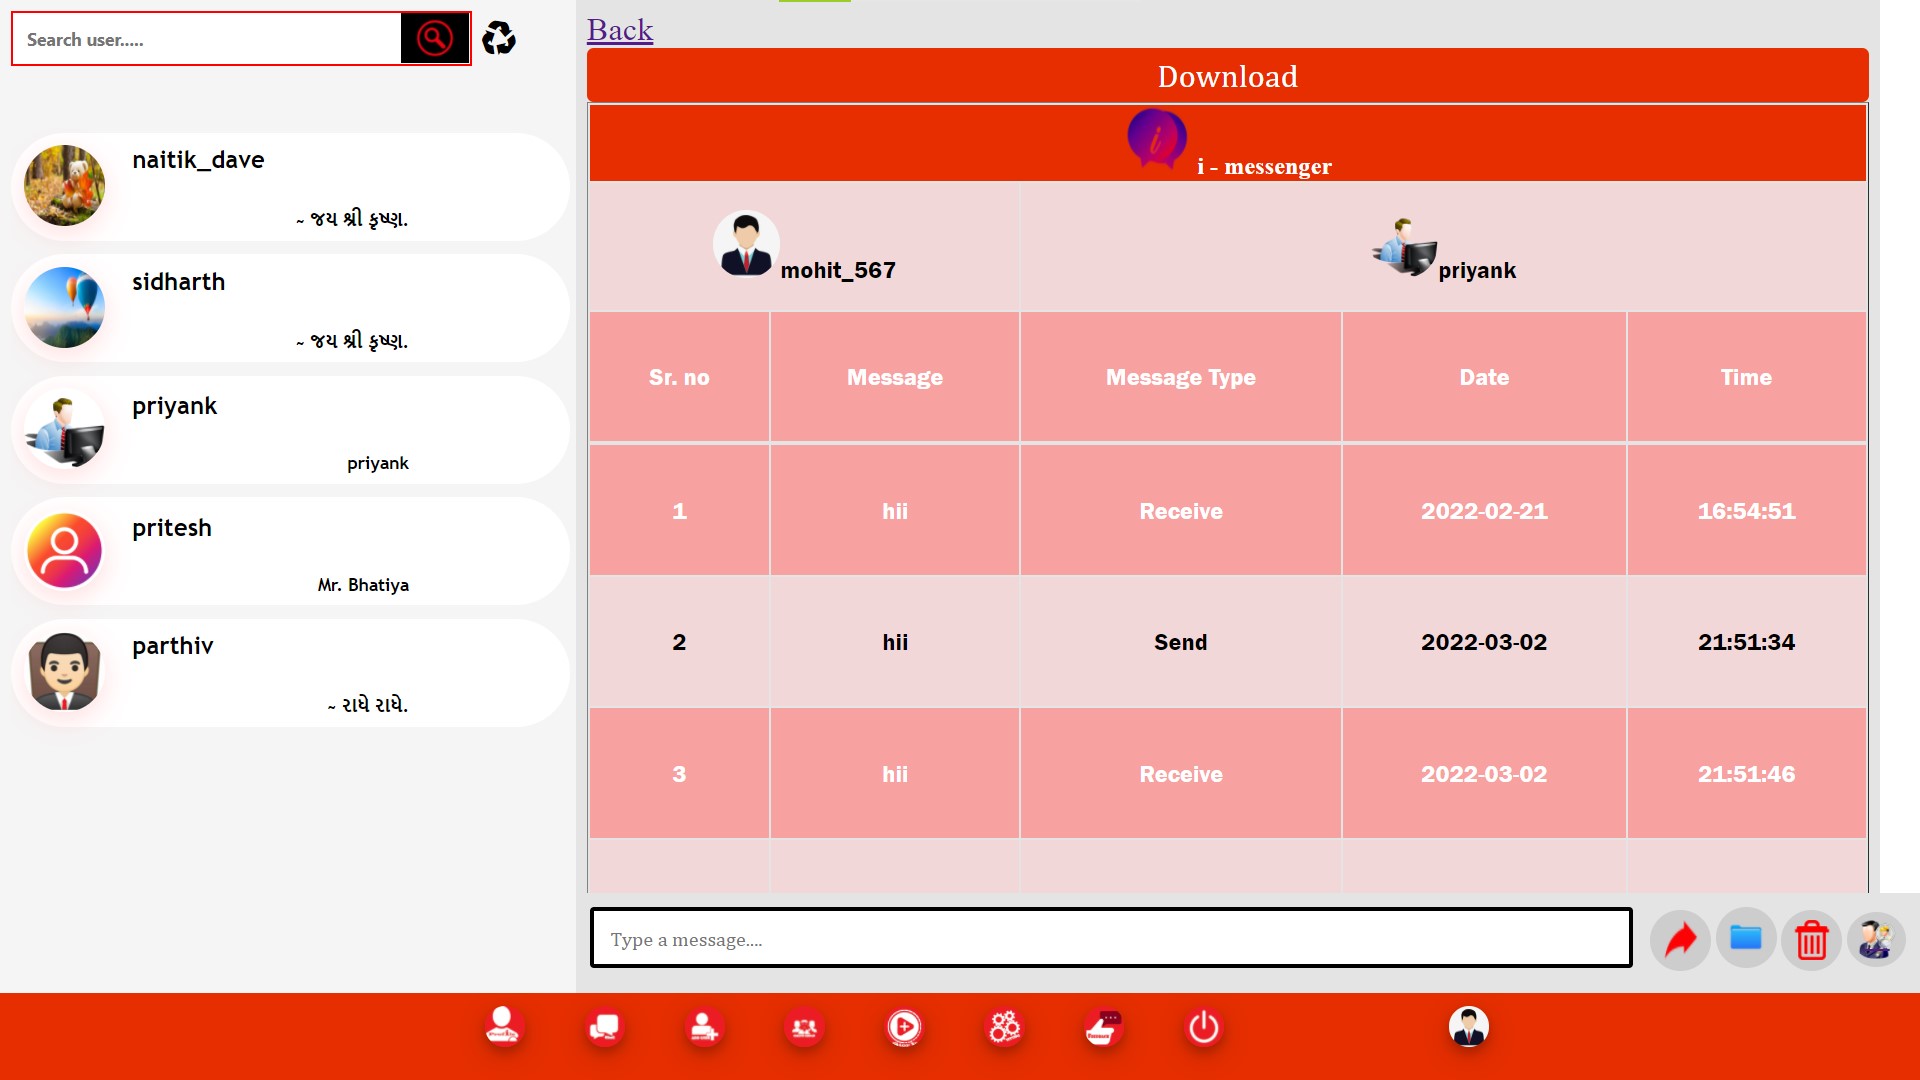 Search user.....
naitik_dave
~ જય શ્રી કૃષ્ણ.
sidharth
~ જય શ્રી કૃષ્ણ.
priyank
priyank
pritesh
Mr. Bhatiya
parthiv
~ રાધે રાધે.
Back
Download
i - messenger
mohit_567 priyank
Sr. no Message Message Type Date Time
1 hii Receive 2022-02-21 16:54:51
2 hii Send 2022-03-02 21:51:34
3 hii Receive 2022-03-02 21:51:46
Type a message....